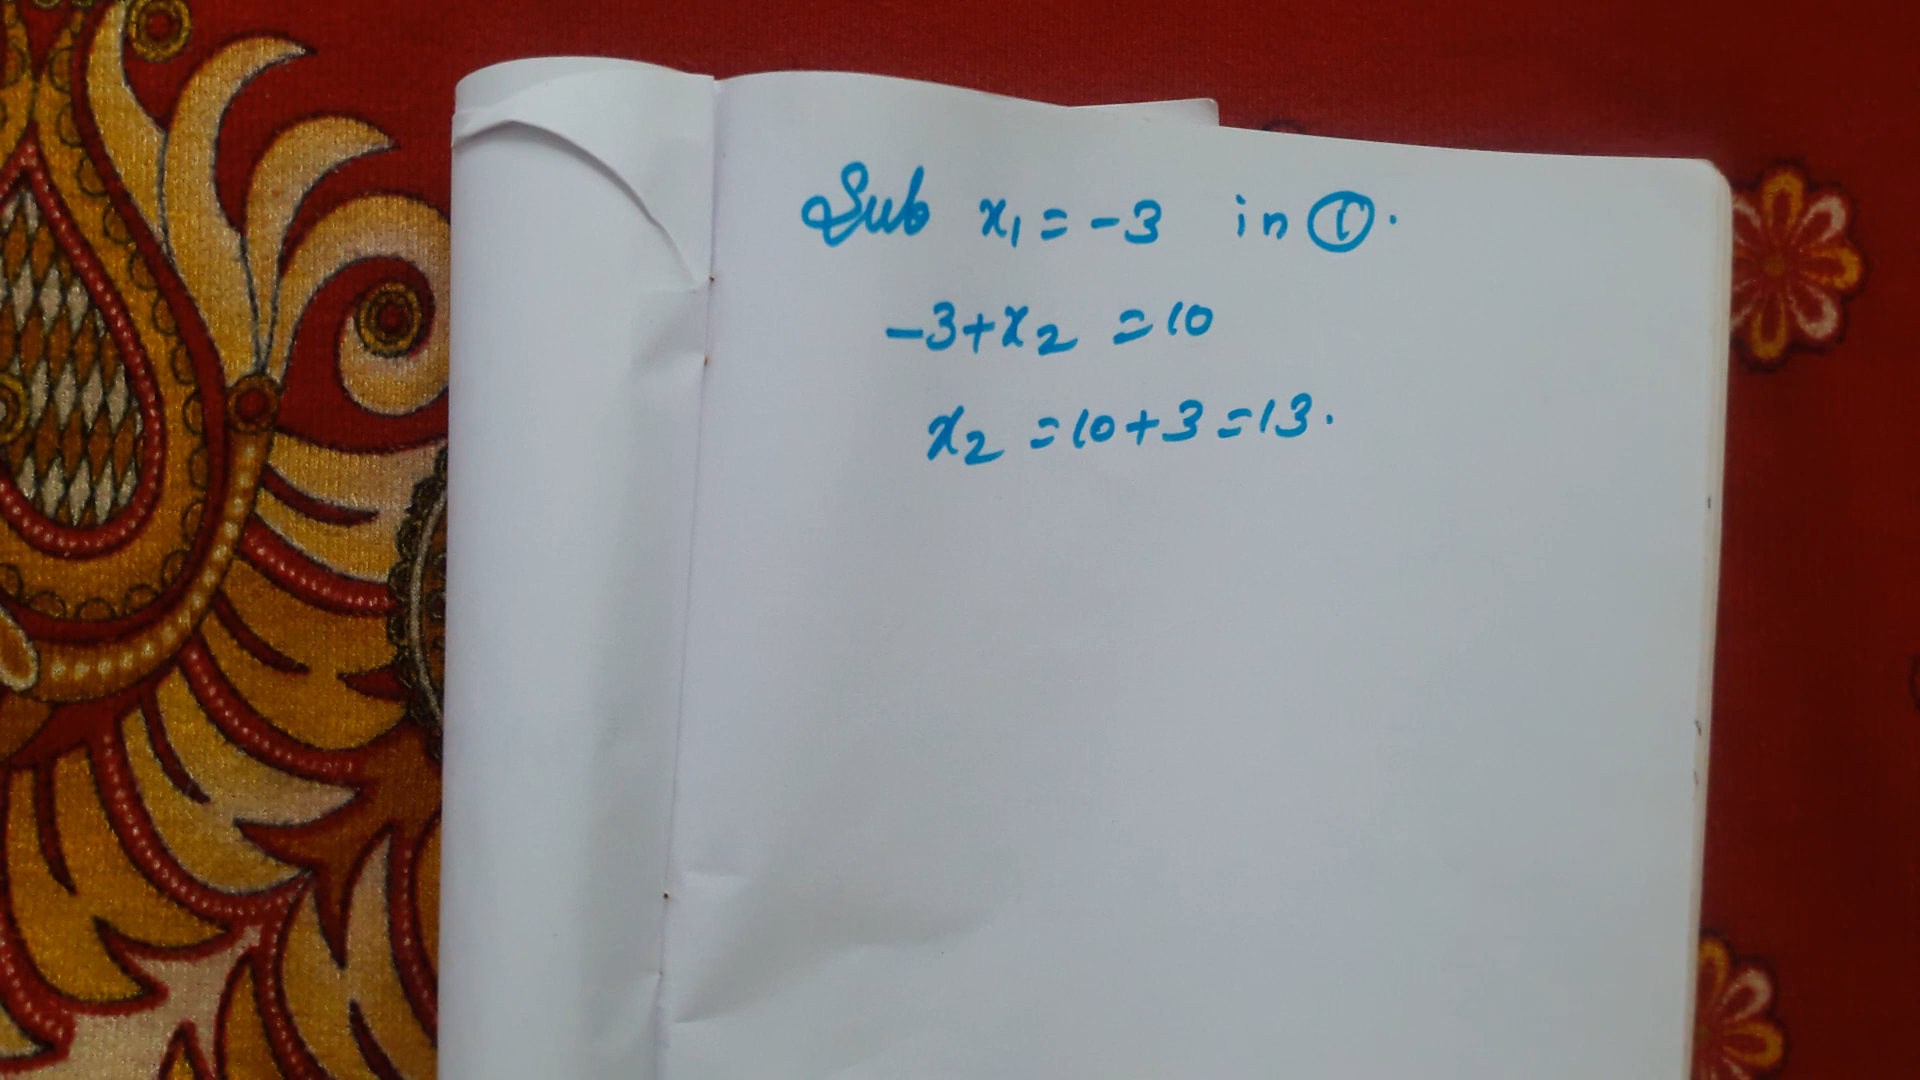 Sub x₁ = -3 in ①.
-3+x₂ = 10
x₂ = 10+3 = 13.